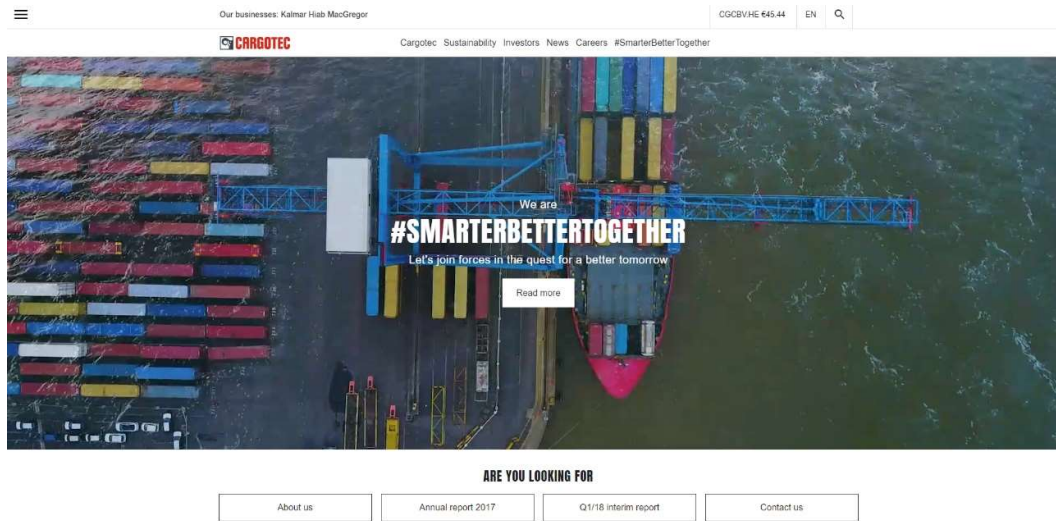 Our businesses: Kalmar Hiab MacGregor
CGCBV.HE €45.44
EN
CARGOTEC
Cargotec Sustainability Investors News Careers #SmarterBetterTogether
We are
#SMARTERBETTERTOGETHER
Let's join forces in the quest for a better tomorrow
Read more
ARE YOU LOOKING FOR
About us
Annual report 2017
Q1/18 interim report
Contact us